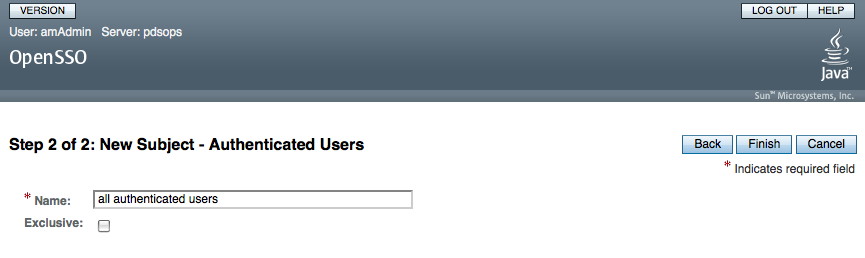 VERSION
LOG OUT HELP
User: amAdmin Server: pdsops
OpenSSO
Java™
Sun™ Microsystems, Inc.
Step 2 of 2: New Subject - Authenticated Users
Back Finish Cancel
* Indicates required field
* Name: all authenticated users
Exclusive: